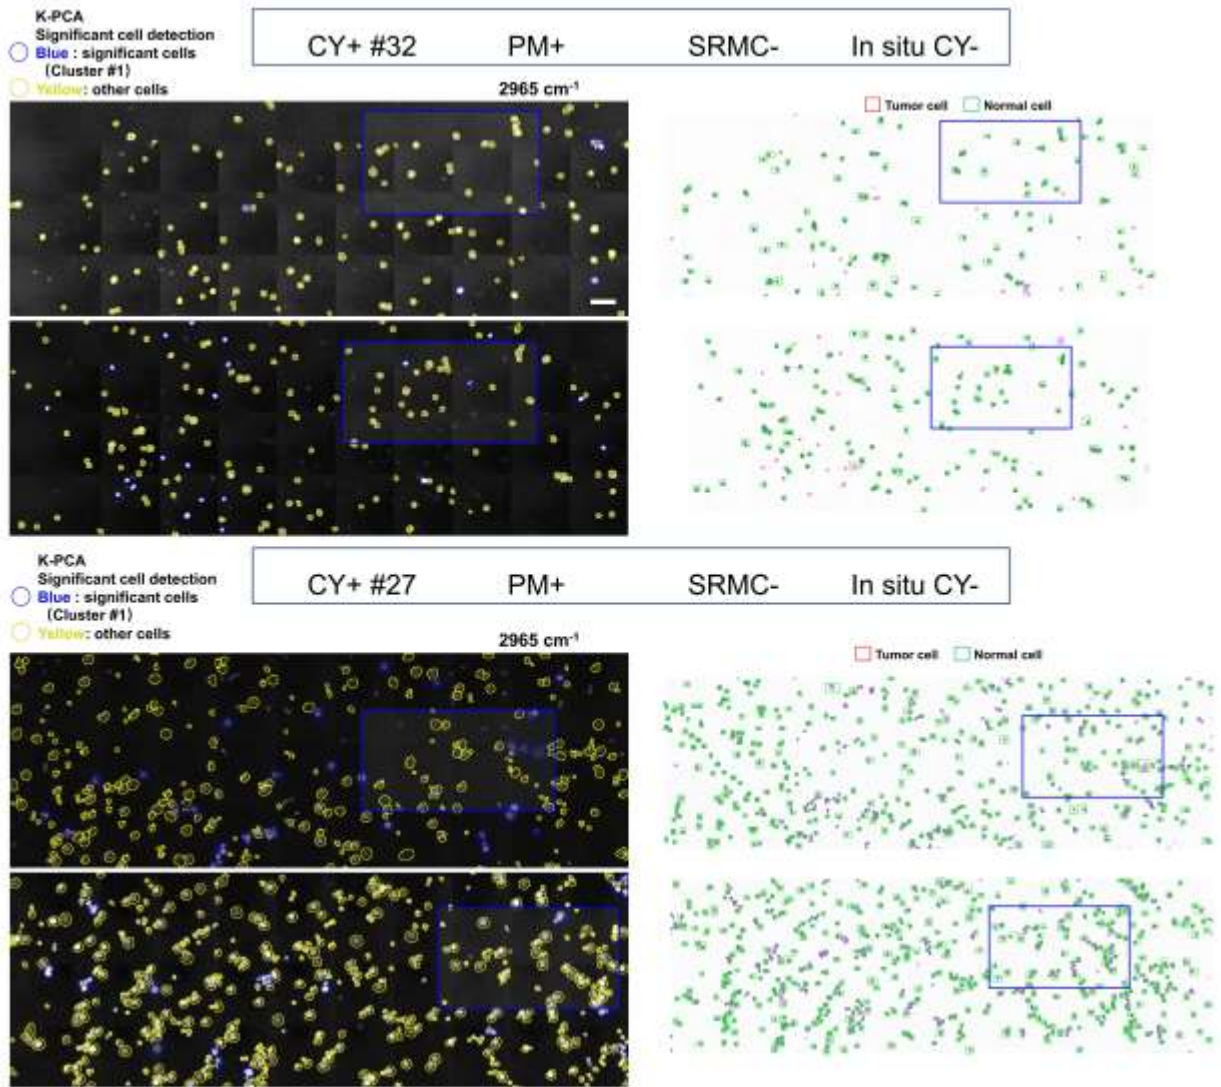 K-PCA
Significant cell detection
Blue : significant cells
(Cluster #1)
Yellow: other cells
CY+ #32 PM+ SRMC- In situ CY-
2965 cm-1
Tumor cell Normal cell
K-PCA
Significant cell detection
Blue : significant cells
(Cluster #1)
Yellow: other cells
CY+ #27 PM+ SRMC- In situ CY-
2965 cm-1
Tumor cell Normal cell